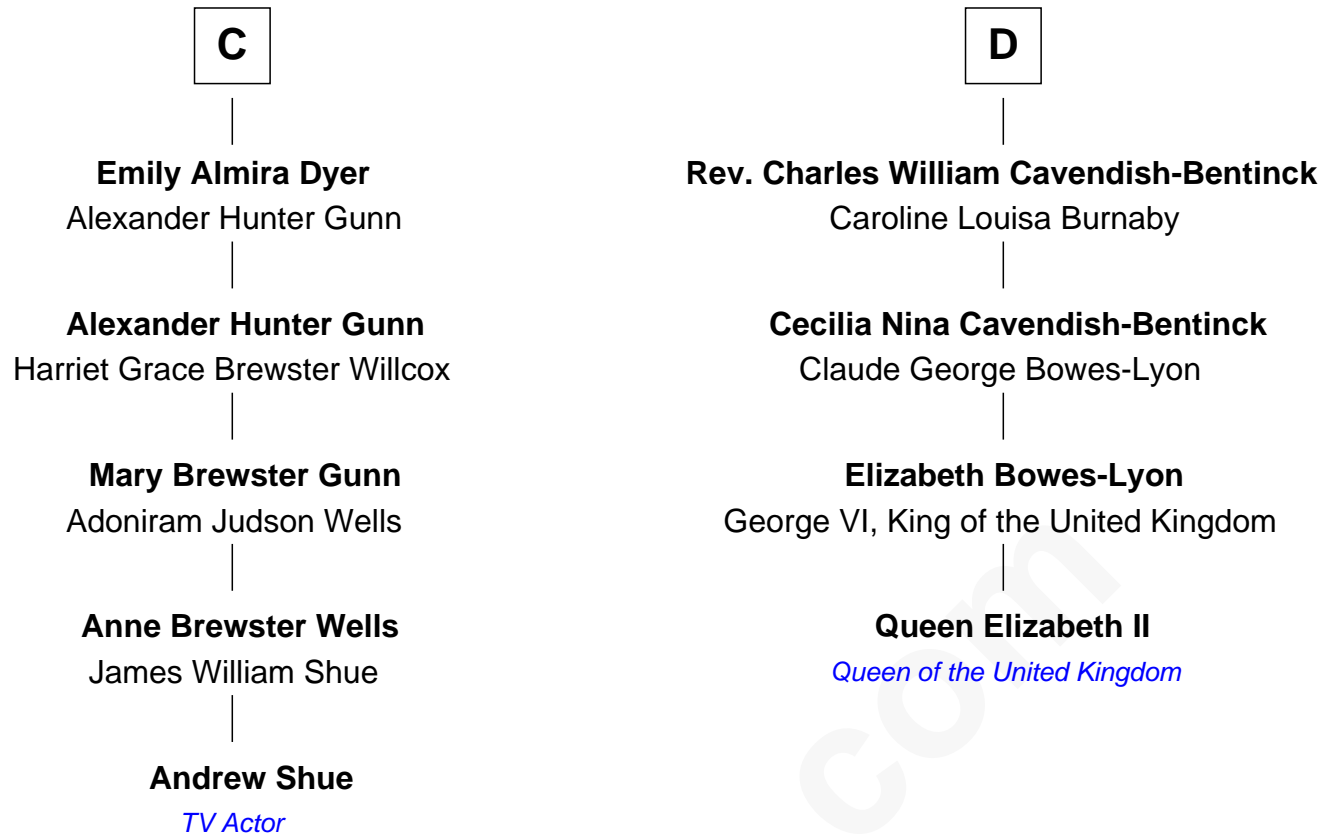 C
Emily Almira Dyer
Alexander Hunter Gunn
Alexander Hunter Gunn
Harriet Grace Brewster Willcox
Mary Brewster Gunn
Adoniram Judson Wells
Anne Brewster Wells
James William Shue
Andrew Shue
TV Actor
D
Rev. Charles William Cavendish-Bentinck
Caroline Louisa Burnaby
Cecilia Nina Cavendish-Bentinck
Claude George Bowes-Lyon
Elizabeth Bowes-Lyon
George VI, King of the United Kingdom
Queen Elizabeth II
Queen of the United Kingdom
com